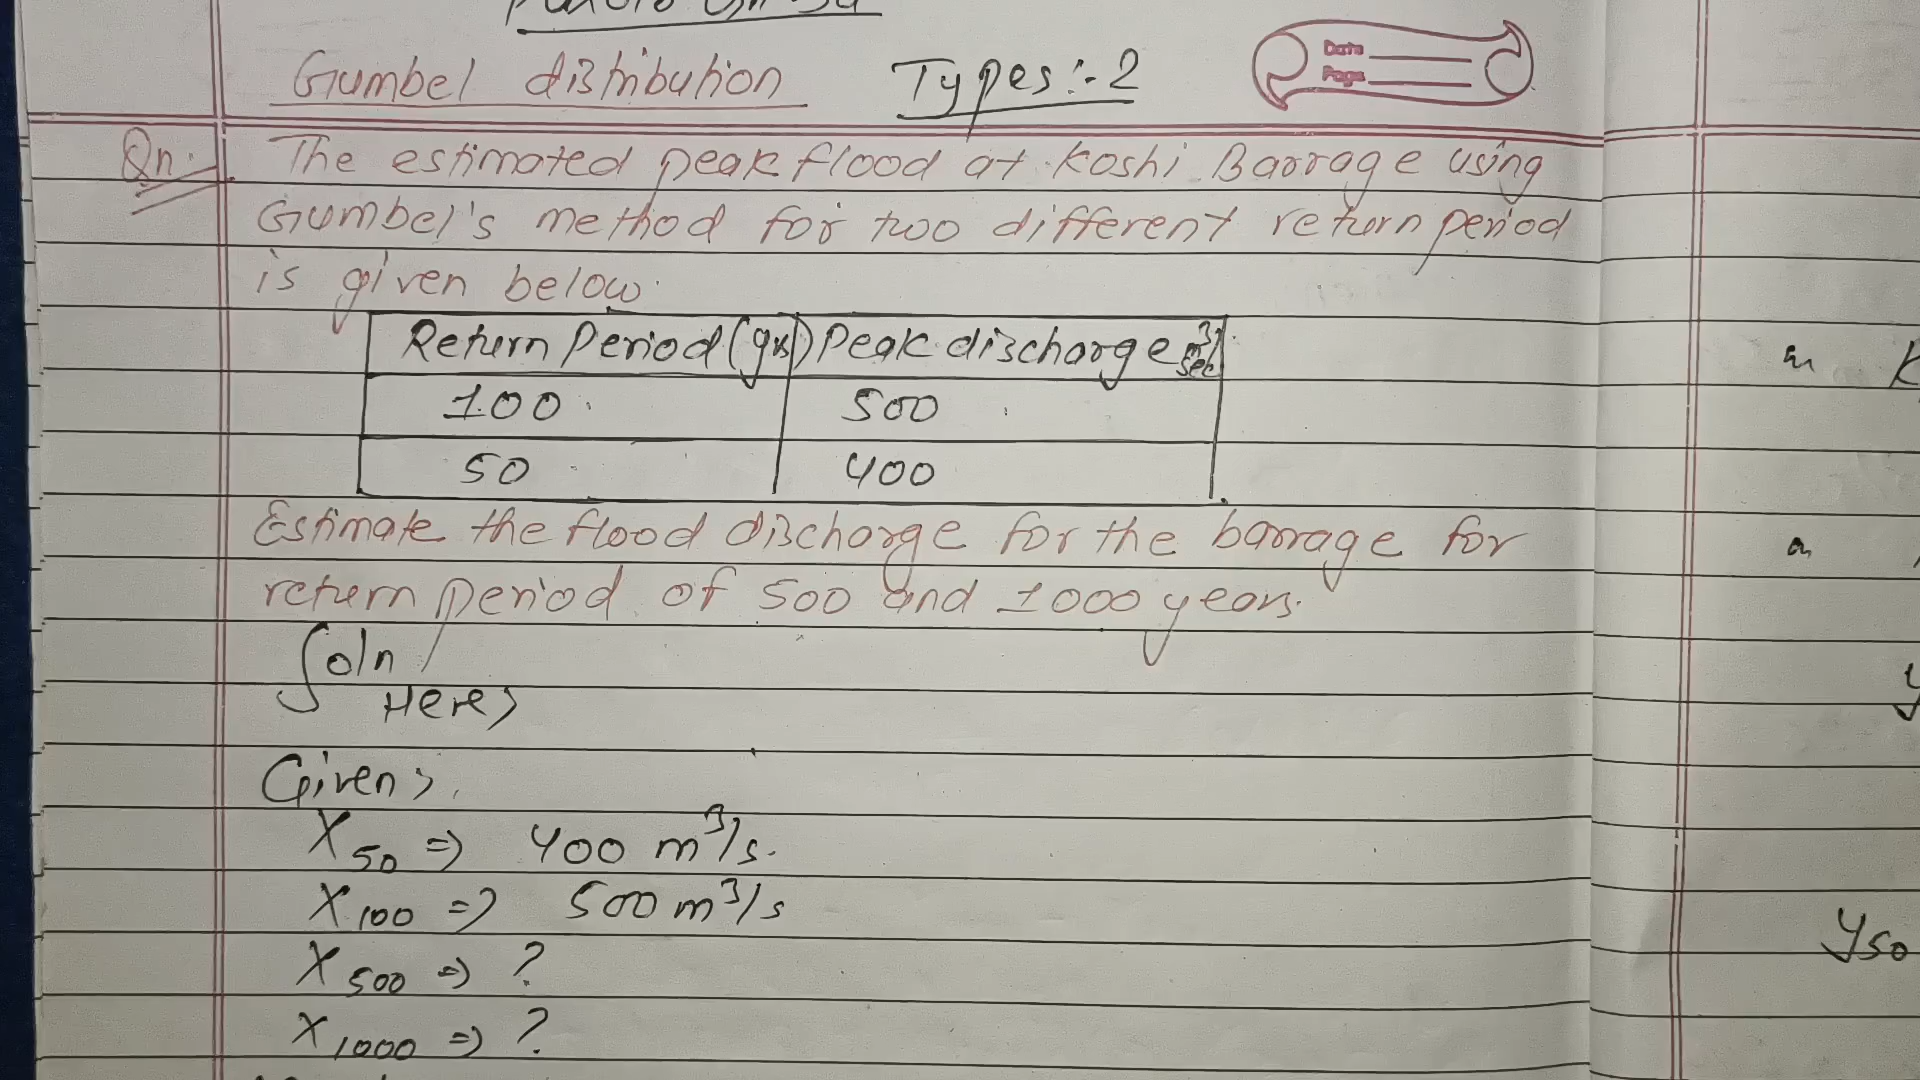 Gumbel distribution Types:-2
Date
Page
Qn. The estimated peak flood at Koshi Barrage using
Gumbel's method for two different return period
is given below.
Return Period (yrs) Peak discharge m³/sec
100 500
50 400
Estimate the flood discharge for the barrage for
return period of 500 and 1000 years.
Soln
Here,
Given,
X50 => 400 m³/s.
X100 => 500 m³/s
X500 => ?
X1000 => ?
Y50